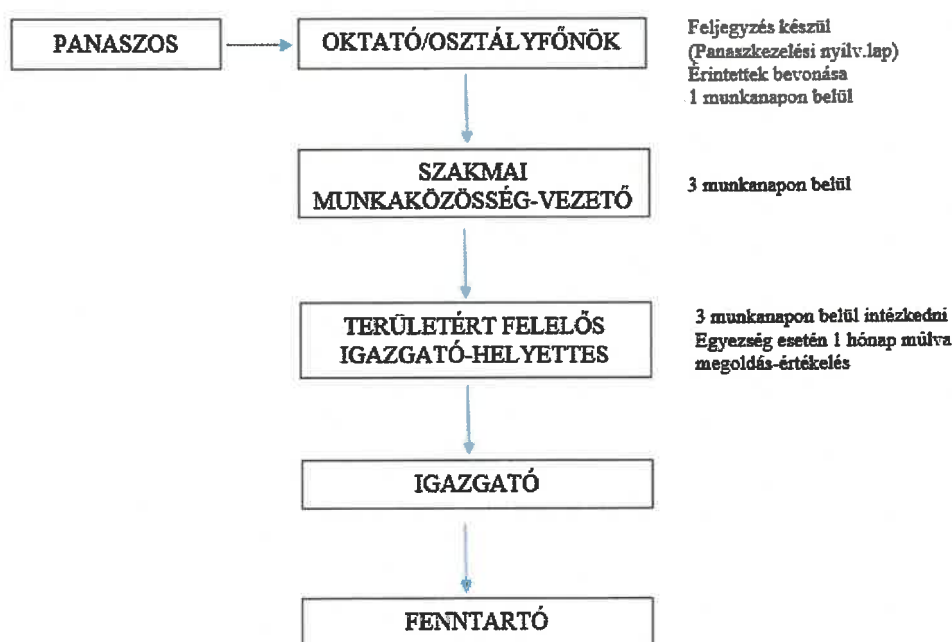 PANASZOS
OKTATÓ/OSZTÁLYFŐNÖK
Feljegyzés készül
(Panaszkezelési nyilv.lap)
Érintettek bevonása
1 munkanapon belül
SZAKMAI
MUNKAKÖZÖSSÉG-VEZETŐ
3 munkanapon belül
TERÜLETÉRT FELELŐS
IGAZGATÓ-HELYETTES
3 munkanapon belül intézkedni
Egyezség esetén 1 hónap múlva
megoldás-értékelés
IGAZGATÓ
FENNTARTÓ